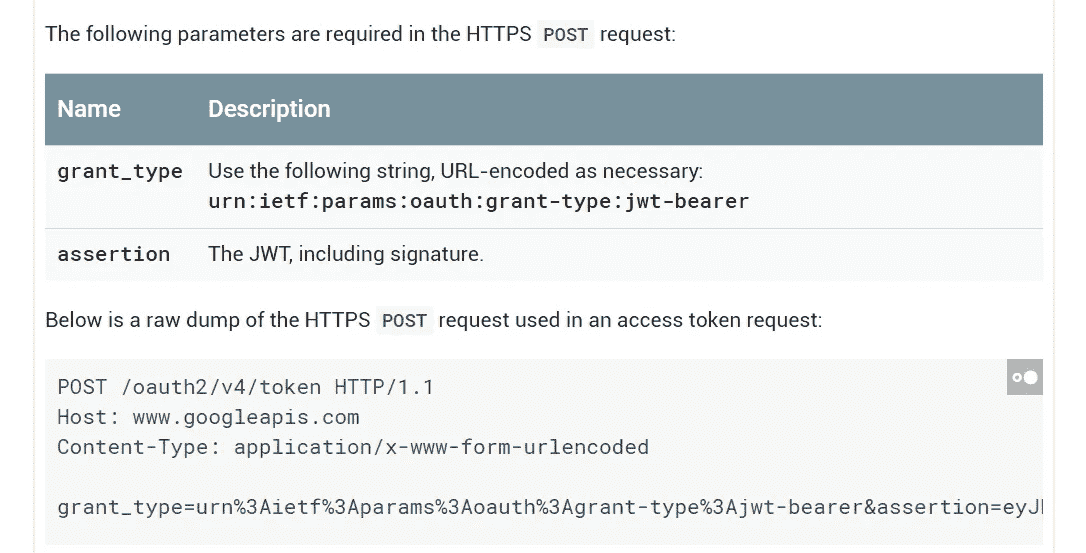 The following parameters are required in the HTTPS POST request:
Name Description
grant_type Use the following string, URL-encoded as necessary:
urn:ietf:params:oauth:grant-type:jwt-bearer
assertion The JWT, including signature.
Below is a raw dump of the HTTPS POST request used in an access token request:
POST /oauth2/v4/token HTTP/1.1
Host: www.googleapis.com
Content-Type: application/x-www-form-urlencoded
grant_type=urn%3Aietf%3Aparams%3Aoauth%3Agrant-type%3Ajwt-bearer&assertion=eyJ